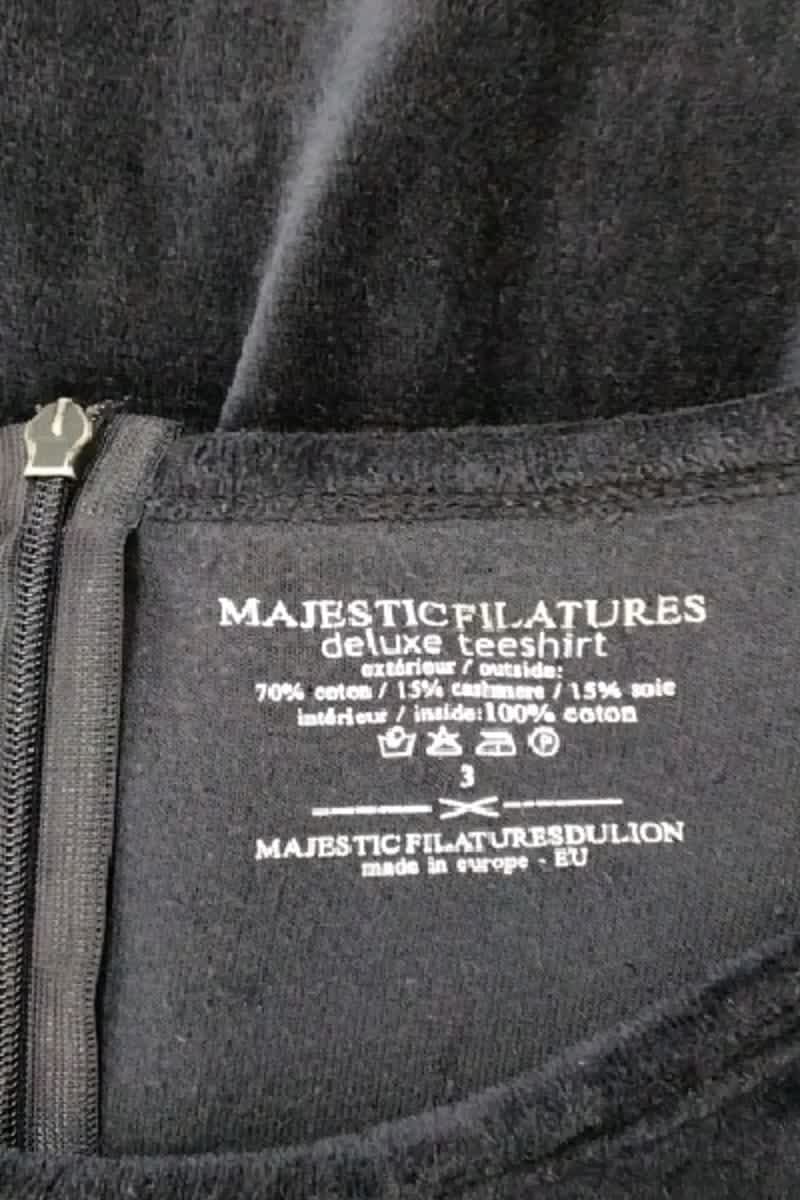 MAJESTICFILATURES
deluxe teeshirt
extérieur / outside:
70% coton / 15% cashmere / 15% soie
intérieur / inside:100% coton
P
3
MAJESTIC FILATURESDULION
made in europe - EU